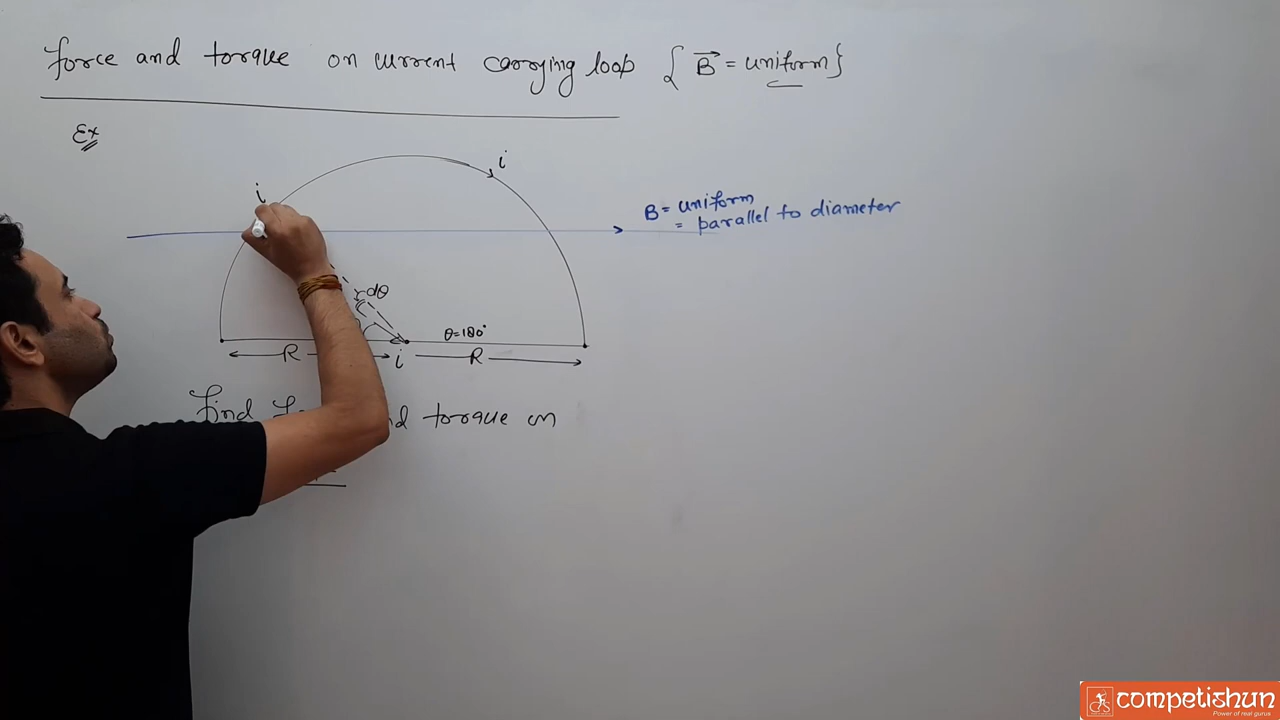 force and torque on current carrying loop { B = uniform }
Ex
i
i
B = uniform
= parallel to diameter
dθ
θ=180°
R
i
R
find and torque on
competishun
Power of real gurus